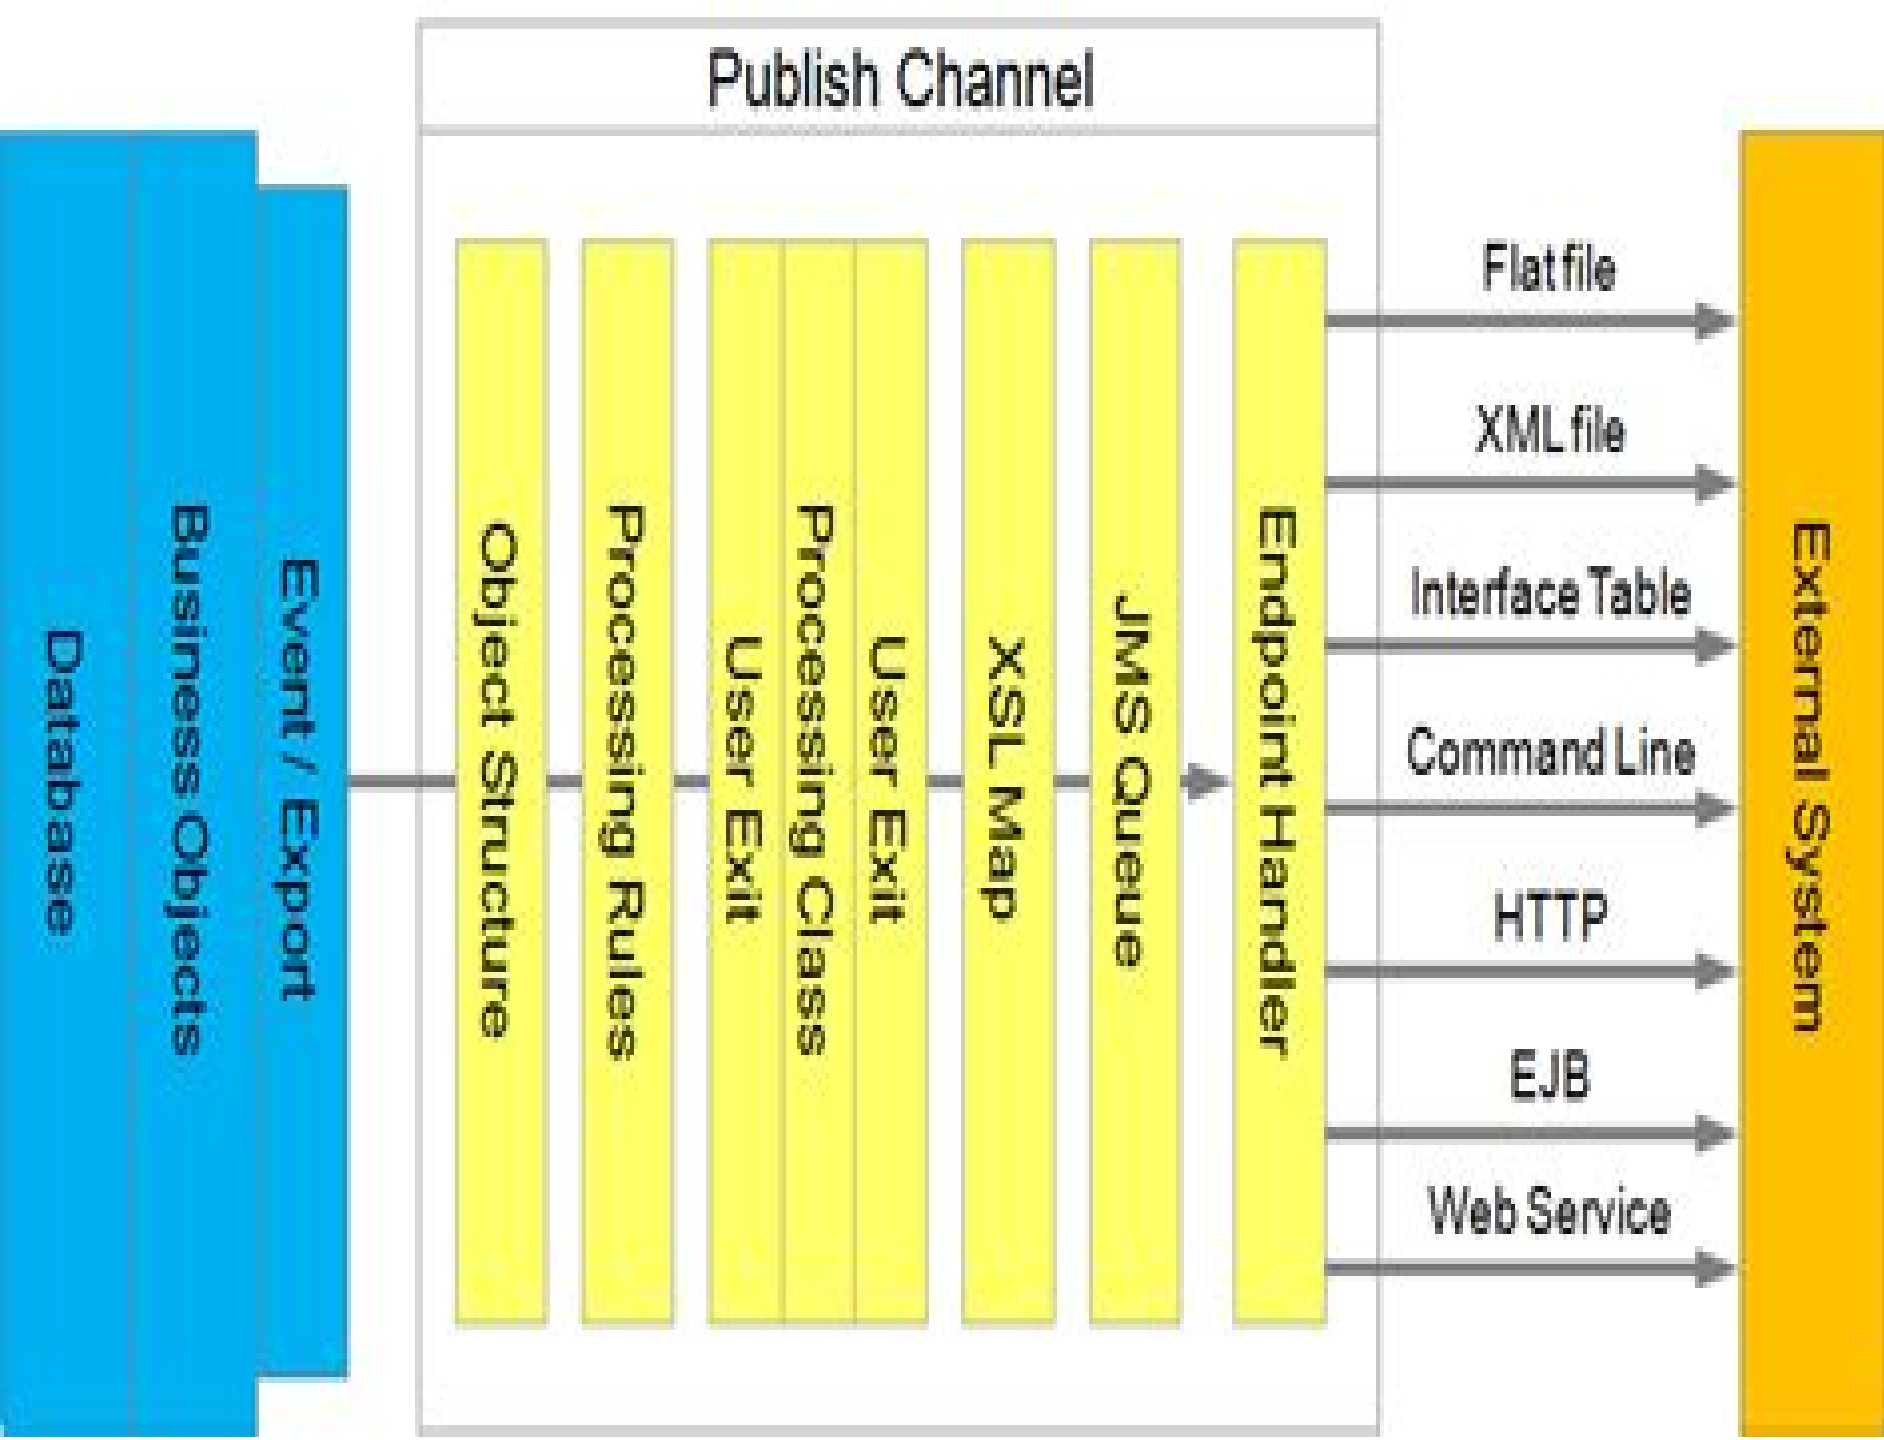 Publish Channel
Database
Business Objects
Event / Export
Object Structure
Processing Rules
User Exit
Processing Class
User Exit
XSL Map
JMS Queue
Endpoint Handler
Flat file
XML file
Interface Table
Command Line
HTTP
EJB
Web Service
External System